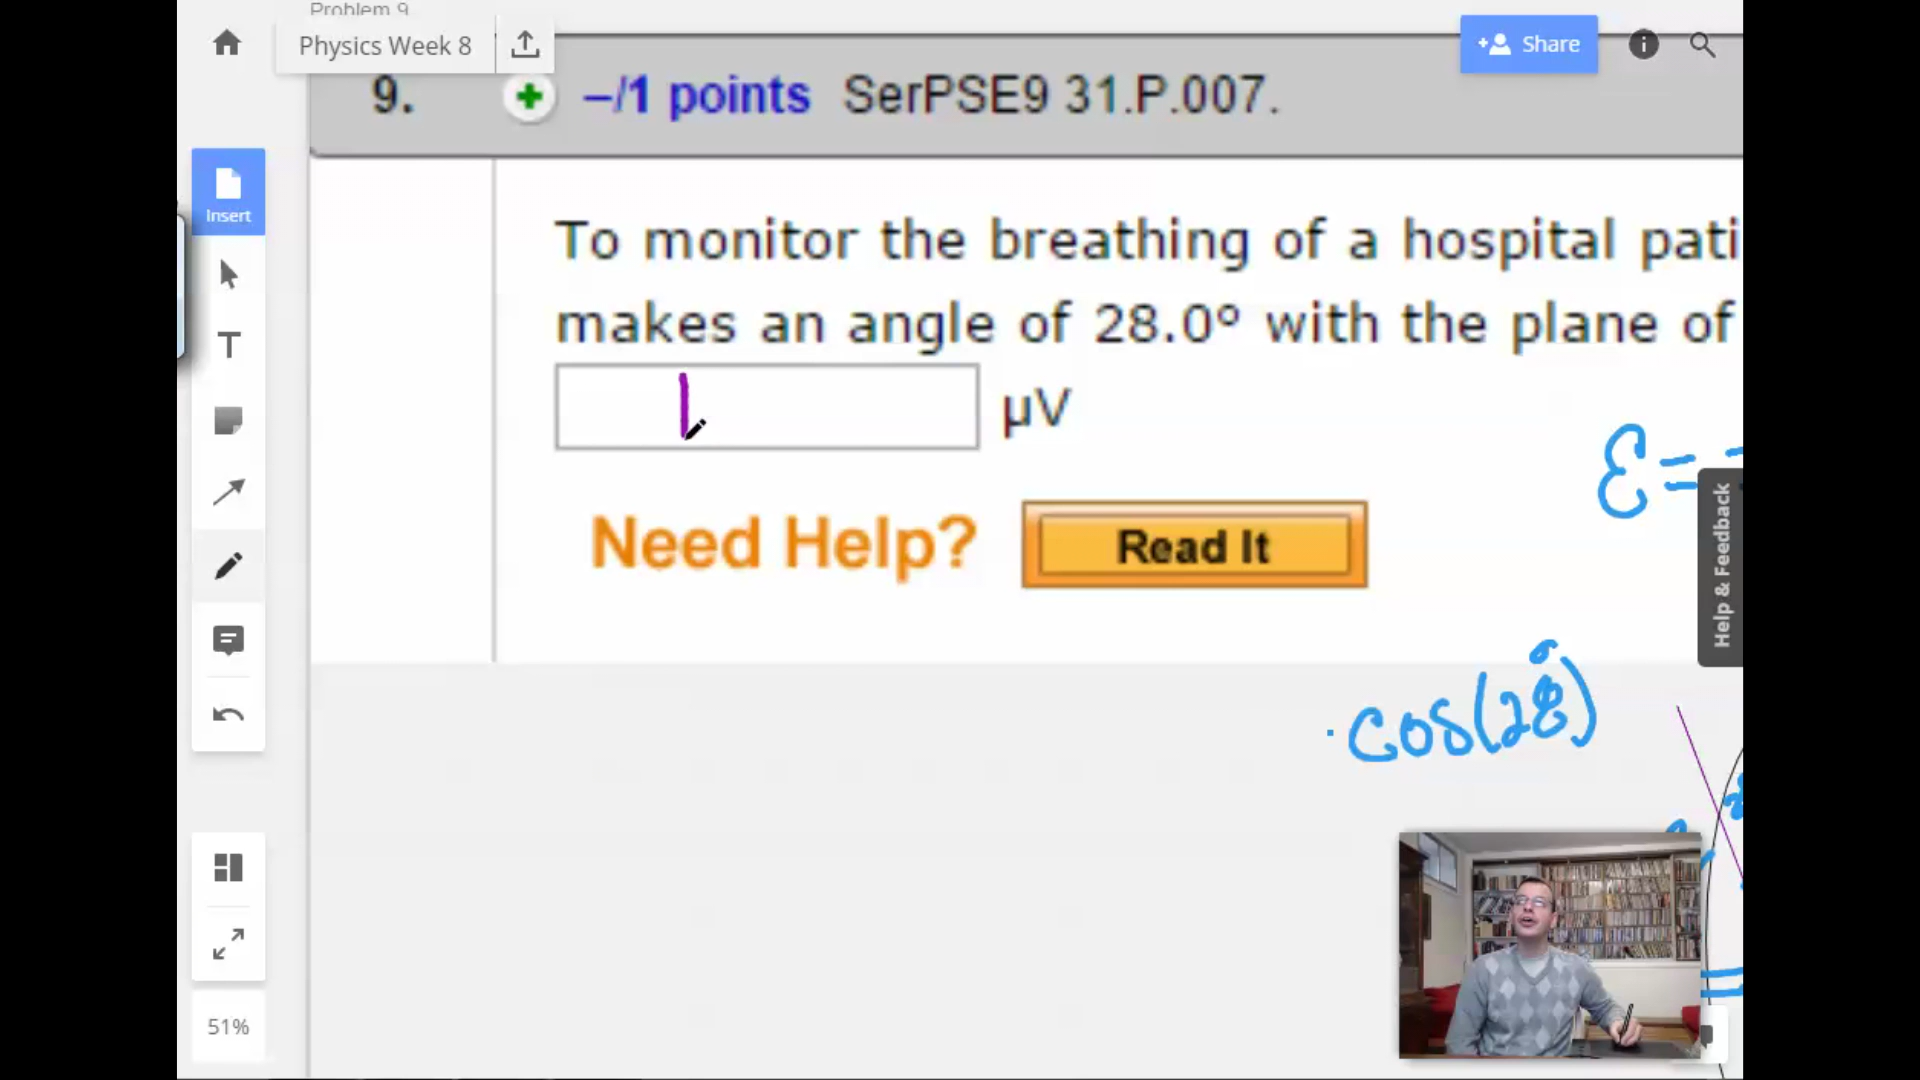 Problem 9
Physics Week 8
Share
9. –/1 points SerPSE9 31.P.007.
Insert
To monitor the breathing of a hospital pati
makes an angle of 28.0º with the plane of
μV
ε = -
Need Help? Read It
Help & Feedback
· cos(28°)
51%